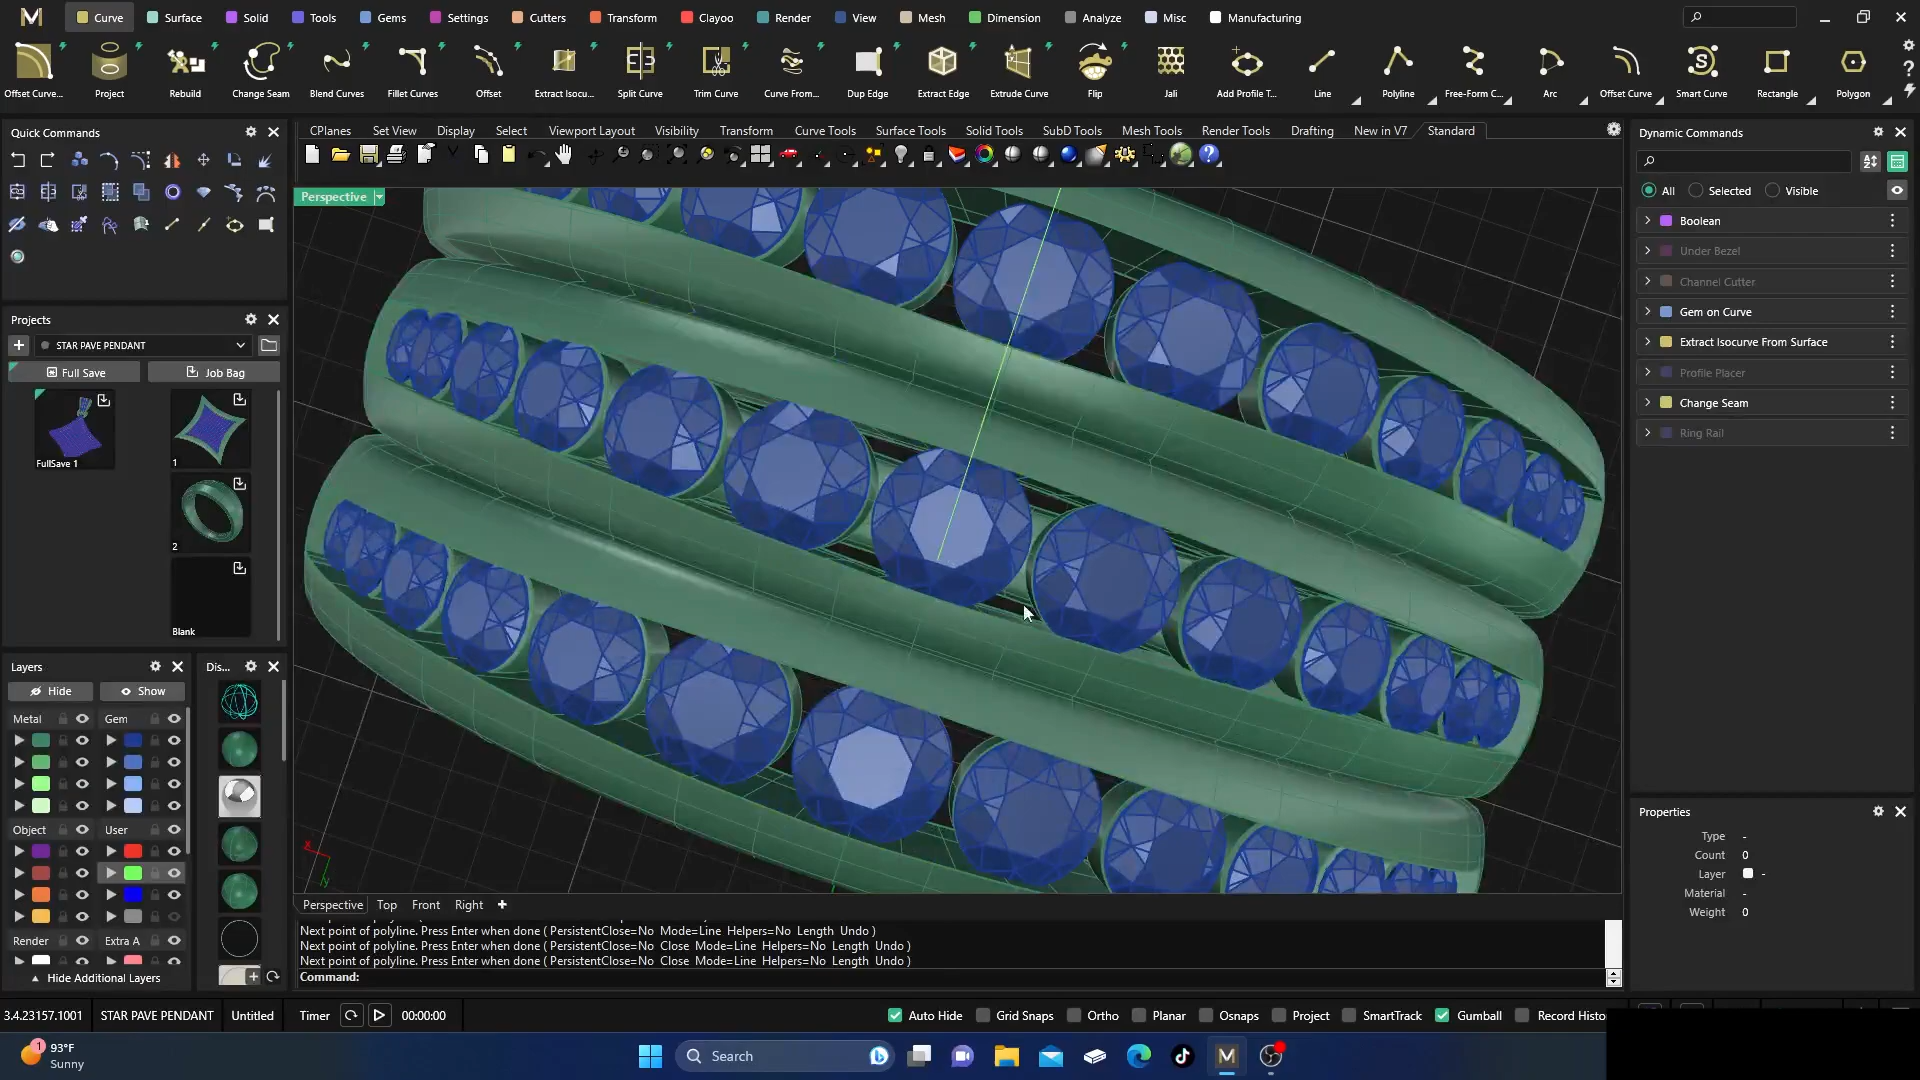 Curve Surface Solid Tools Gems Settings Cutters Transform Clayoo Render View Mesh Dimension Analyze Misc Manufacturing
Offset Curve... Project Rebuild Change Seam Blend Curves Fillet Curves Offset Extract Isocu... Split Curve Trim Curve Curve From... Dup Edge Extract Edge Extrude Curve Flip Jali Add Profile T... Line Polyline Free-Form C... Arc Offset Curve Smart Curve Rectangle Polygon
Quick Commands
CPlanes Set View Display Select Viewport Layout Visibility Transform Curve Tools Surface Tools Solid Tools SubD Tools Mesh Tools Render Tools Drafting New in V7 Standard
Perspective
Projects
STAR PAVE PENDANT
Full Save Job Bag
FullSave 1
1
2
Blank
Layers
Hide Show
Metal Gem
Object User
Render Extra A
Hide Additional Layers
Dis...
Dynamic Commands
All Selected Visible
Boolean
Under Bezel
Channel Cutter
Gem on Curve
Extract Isocurve From Surface
Profile Placer
Change Seam
Ring Rail
Properties
Type -
Count 0
Layer -
Material -
Weight 0
x
y
Perspective Top Front Right
Next point of polyline. Press Enter when done ( PersistentClose=No Mode=Line Helpers=No Length Undo )
Next point of polyline. Press Enter when done ( PersistentClose=No Close Mode=Line Helpers=No Length Undo )
Next point of polyline. Press Enter when done ( PersistentClose=No Close Mode=Line Helpers=No Length Undo )
Command:
3.4.23157.1001 STAR PAVE PENDANT Untitled Timer 00:00:00 Auto Hide Grid Snaps Ortho Planar Osnaps Project SmartTrack Gumball Record Histo
1
93°F
Sunny
Search